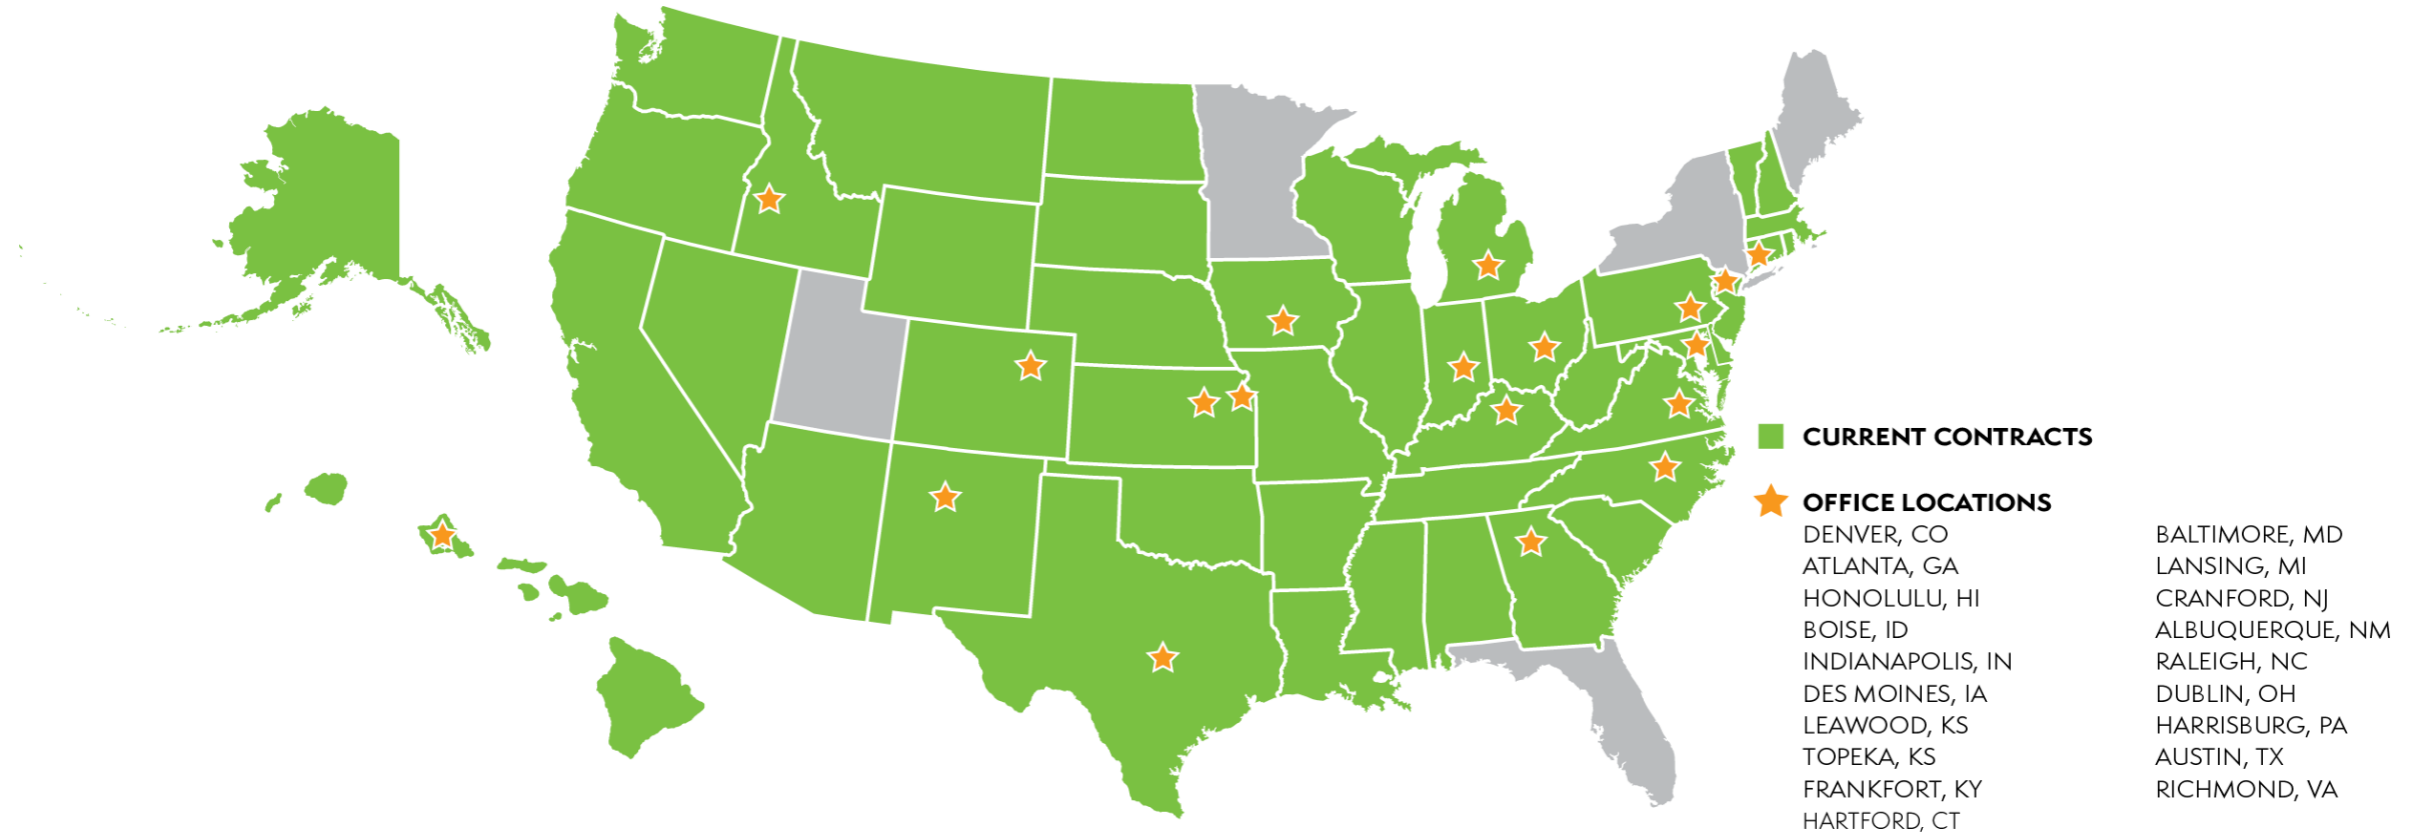 CURRENT CONTRACTS
OFFICE LOCATIONS
DENVER, CO
ATLANTA, GA
HONOLULU, HI
BOISE, ID
INDIANAPOLIS, IN
DES MOINES, IA
LEAWOOD, KS
TOPEKA, KS
FRANKFORT, KY
HARTFORD, CT
BALTIMORE, MD
LANSING, MI
CRANFORD, NJ
ALBUQUERQUE, NM
RALEIGH, NC
DUBLIN, OH
HARRISBURG, PA
AUSTIN, TX
RICHMOND, VA